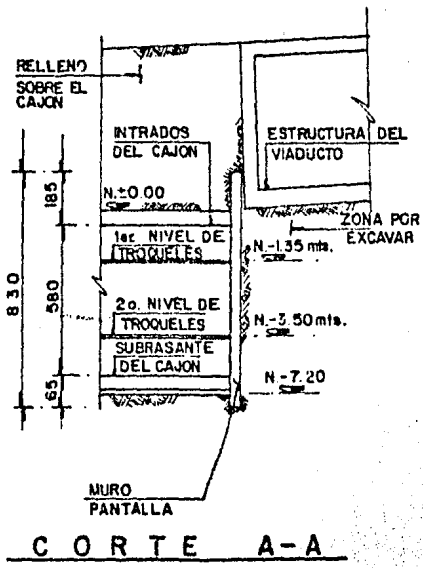 RELLENO
SOBRE EL
CAJON
INTRADOS
DEL CAJON
ESTRUCTURA DEL
VIADUCTO
185
N.±0.00
ZONA POR
EXCAVAR
1er. NIVEL DE
TROQUELES
N.-1.35 mts.
830
580
2o. NIVEL DE
TROQUELES
N.-3.50 mts.
SUBRASANTE
DEL CAJON
65
N.-7.20
MURO
PANTALLA
CORTE A-A